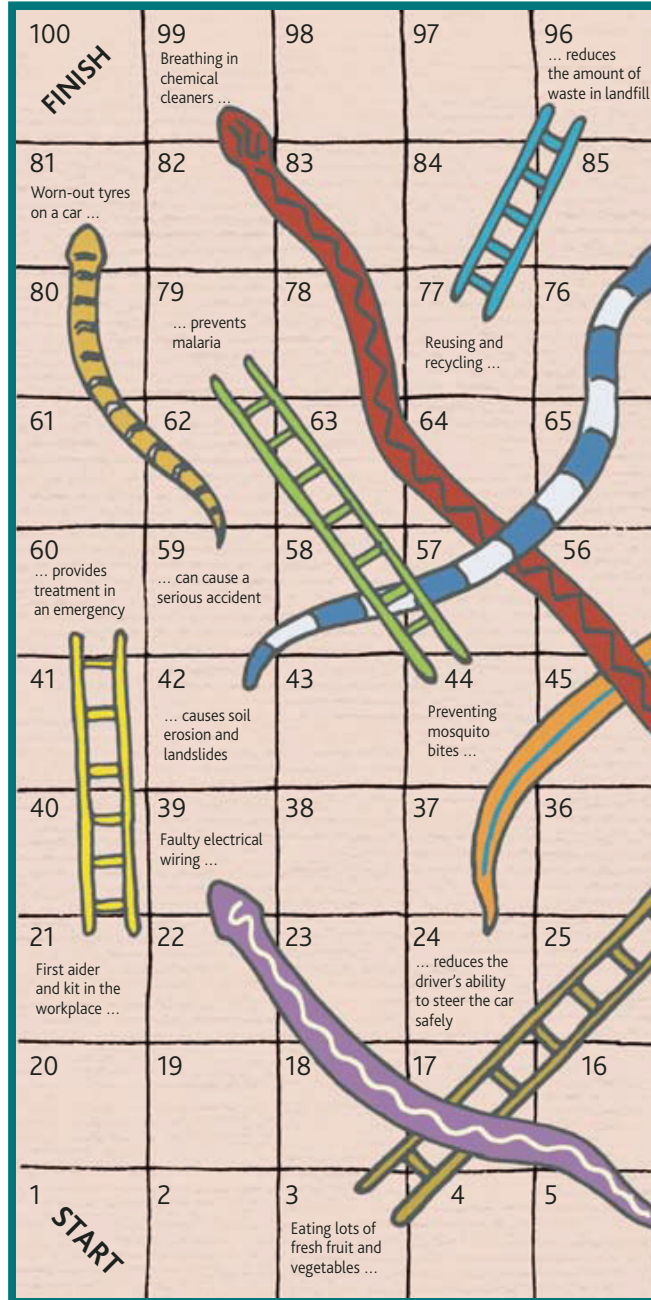 100
FINISH
99
Breathing in
chemical
cleaners ...
98
97
96
... reduces
the amount of
waste in landfill
81
Worn-out tyres
on a car ...
82
83
84
85
80
79
... prevents
malaria
78
77
Reusing and
recycling ...
76
61
62
63
64
65
60
... provides
treatment in
an emergency
59
... can cause a
serious accident
58
57
56
41
42
... causes soil
erosion and
landslides
43
44
Preventing
mosquito
bites ...
45
40
39
Faulty electrical
wiring ...
38
37
36
21
First aider
and kit in the
workplace ...
22
23
24
... reduces the
driver's ability
to steer the car
safely
25
20
19
18
17
16
1
START
2
3
Eating lots of
fresh fruit and
vegetables ...
4
5